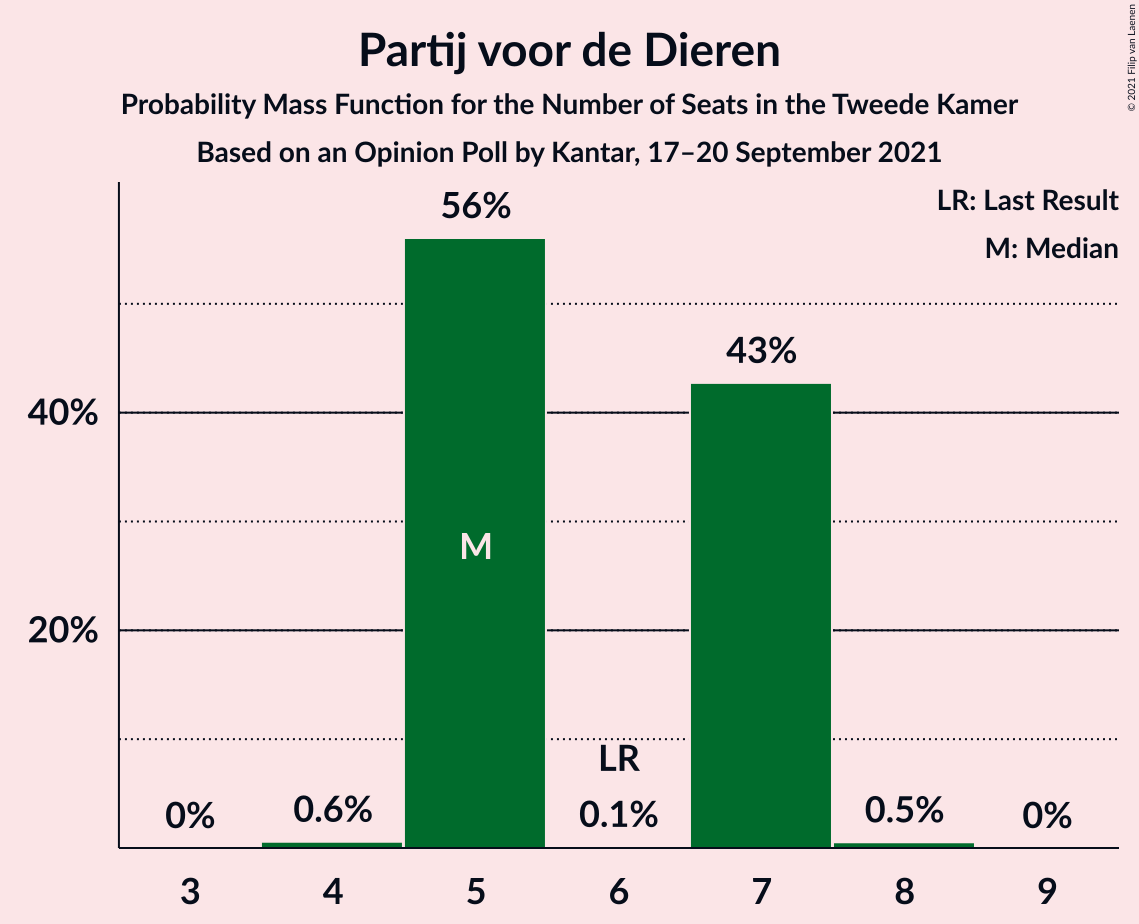 Partij voor de Dieren
Probability Mass Function for the Number of Seats in the Tweede Kamer
Based on an Opinion Poll by Kantar, 17–20 September 2021
© 2021 Filip van Laenen
LR: Last Result
M: Median
56%
43%
40%
M
20%
LR
0%
0.6%
0.1%
0.5%
0%
3
4
5
6
7
8
9